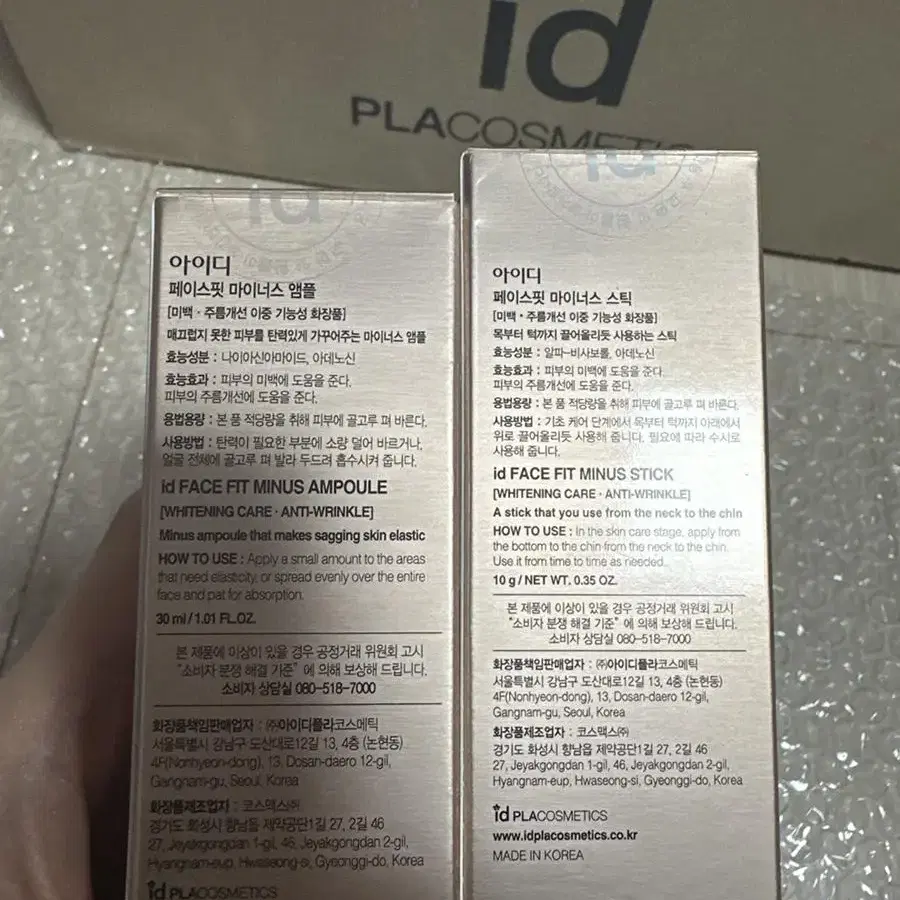 id
PLACOSMETICS
id
아이디
페이스핏 마이너스 앰플
[미백·주름개선 이중 기능성 화장품]
매끄럽지 못한 피부를 탄력있게 가꾸어주는 마이너스 앰플
효능성분 : 나이아신아마이드, 아데노신
효능효과 : 피부의 미백에 도움을 준다.
피부의 주름개선에 도움을 준다.
용법용량 : 본 품 적당량을 취해 피부에 골고루 펴 바른다.
사용방법 : 탄력이 필요한 부분에 소량 덜어 바르거나,
얼굴 전체에 골고루 펴 발라 두드려 흡수시켜 줍니다.
id FACE FIT MINUS AMPOULE
[WHITENING CARE · ANTI-WRINKLE]
Minus ampoule that makes sagging skin elastic
HOW TO USE : Apply a small amount to the areas
that need elasticity, or spread evenly over the entire
face and pat for absorption.
30 ml / 1.01 FL.OZ.
본 제품에 이상이 있을 경우 공정거래 위원회 고시
"소비자 분쟁 해결 기준" 에 의해 보상해 드립니다.
소비자 상담실 080-518-7000
화장품책임판매업자 : ㈜아이디플라코스메틱
서울특별시 강남구 도산대로12길 13, 4층 (논현동)
4F(Nonhyeon-dong), 13, Dosan-daero 12-gil,
Gangnam-gu, Seoul, Korea
화장품제조업자 : 코스맥스㈜
경기도 화성시 향남읍 제약공단1길 27, 2길 46
27, Jeyakgongdan 1-gil, 46, Jeyakgongdan 2-gil,
Hyangnam-eup, Hwaseong-si, Gyeonggi-do, Korea
id PLACOSMETICS
id
아이디
페이스핏 마이너스 스틱
[미백·주름개선 이중 기능성 화장품]
목부터 턱까지 끌어올리듯 사용하는 스틱
효능성분 : 알파-비사보롤, 아데노신
효능효과 : 피부의 미백에 도움을 준다.
피부의 주름개선에 도움을 준다.
용법용량 : 본 품 적당량을 취해 피부에 골고루 펴 바른다.
사용방법 : 기초 케어 단계에서 목부터 턱까지 아래에서
위로 끌어올리듯 사용해 줍니다. 필요에 따라 수시로
사용해 줍니다.
id FACE FIT MINUS STICK
[WHITENING CARE · ANTI-WRINKLE]
A stick that you use from the neck to the chin
HOW TO USE : In the skin care stage, apply from
the bottom to the chin from the neck to the chin.
Use it from time to time as needed.
10 g / NET WT. 0.35 OZ.
본 제품에 이상이 있을 경우 공정거래 위원회 고시
"소비자 분쟁 해결 기준" 에 의해 보상해 드립니다.
소비자 상담실 080-518-7000
화장품책임판매업자 : ㈜아이디플라코스메틱
서울특별시 강남구 도산대로12길 13, 4층 (논현동)
4F(Nonhyeon-dong), 13, Dosan-daero 12-gil,
Gangnam-gu, Seoul, Korea
화장품제조업자 : 코스맥스㈜
경기도 화성시 향남읍 제약공단1길 27, 2길 46
27, Jeyakgongdan 1-gil, 46, Jeyakgongdan 2-gil,
Hyangnam-eup, Hwaseong-si, Gyeonggi-do, Korea
id PLACOSMETICS
www.idplacosmetics.co.kr
MADE IN KOREA